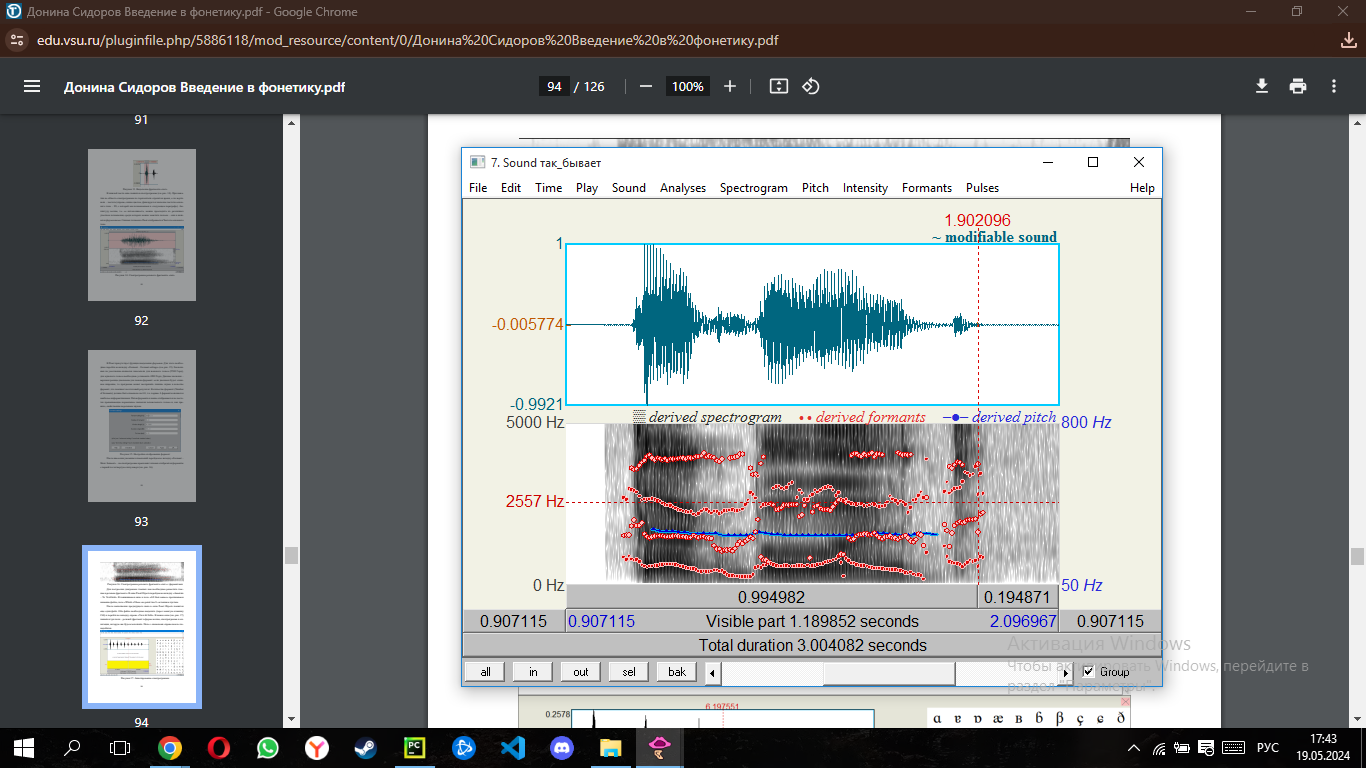 Донина Сидоров Введение в фонетику.pdf - Google Chrome
edu.vsu.ru/pluginfile.php/5886118/mod_resource/content/0/Донина%20Сидоров%20Введение%20в%20фонетику.pdf
Донина Сидоров Введение в фонетику.pdf
94 / 126
100%
91
92
93
94
7. Sound так_бывает
File Edit Time Play Sound Analyses Spectrogram Pitch Intensity Formants Pulses Help
1.902096
~ modifiable sound
1
-0.005774
-0.9921
derived spectrogram derived formants derived pitch
5000 Hz 800 Hz
2557 Hz
0 Hz 50 Hz
0.994982 0.194871
0.907115 0.907115 Visible part 1.189852 seconds 2.096967 0.907115
Total duration 3.004082 seconds
all in out sel bak Group
Активация Windows
Чтобы активировать Windows, перейдите в
раздел "Параметры".
6.197551
0.2578
ɑ ɐ ɒ æ ʙ ɓ β ç ɕ ð
РУС
17:43
19.05.2024